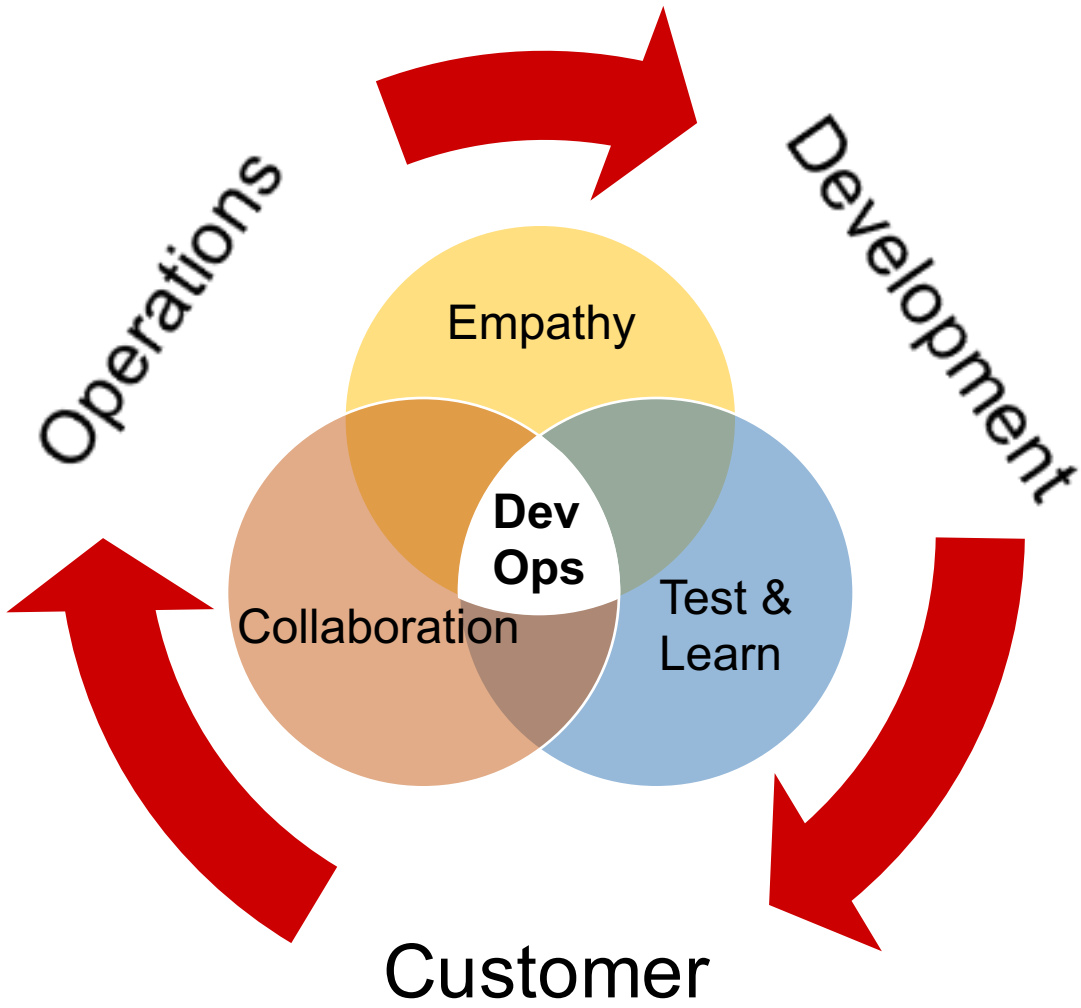 Operations
Development
Empathy
Dev
Ops
Collaboration
Test &
Learn
Customer